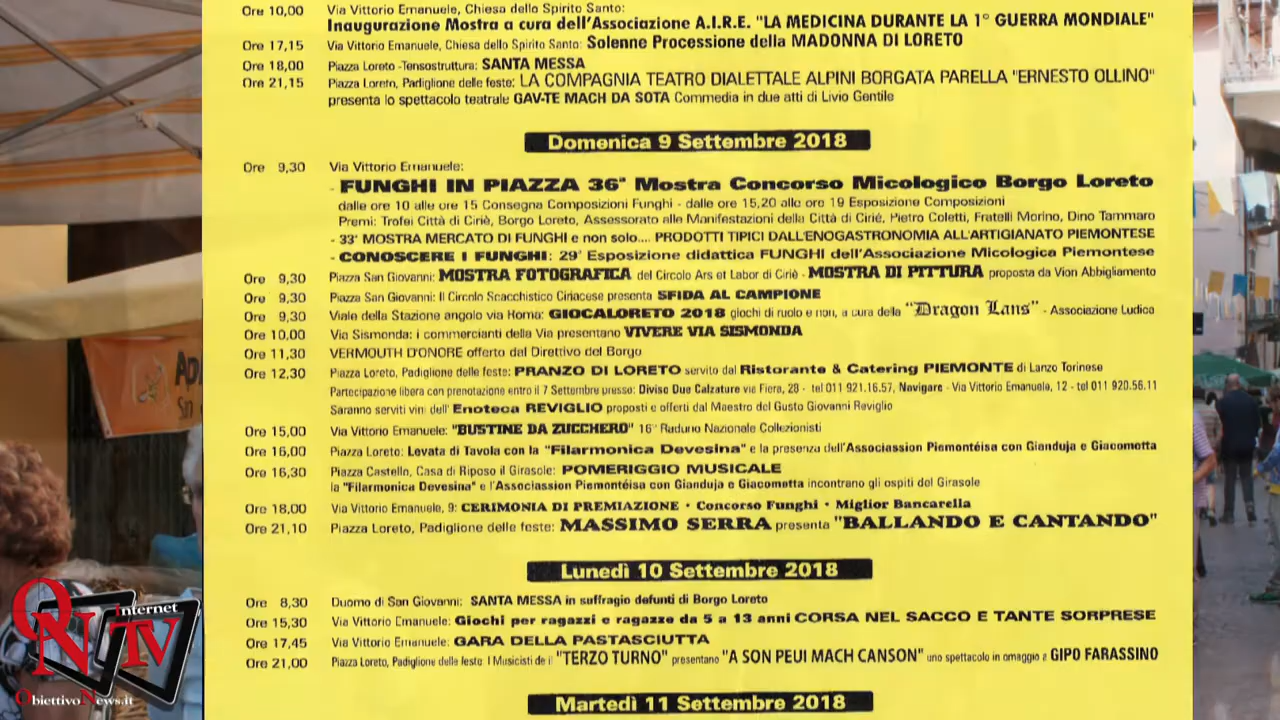 Ore 10,00 Via Vittorio Emanuele, Chiesa dello Spirito Santo:
Inaugurazione Mostra a cura dell'Associazione A.I.R.E. "LA MEDICINA DURANTE LA 1° GUERRA MONDIALE"
Ore 17,15 Via Vittorio Emanuele, Chiesa dello Spirito Santo: Solenne Processione della MADONNA DI LORETO
Ore 18,00 Piazza Loreto -Tensostruttura: SANTA MESSA
Ore 21,15 Piazza Loreto, Padiglione delle feste: LA COMPAGNIA TEATRO DIALETTALE ALPINI BORGATA PARELLA "ERNESTO OLLINO"
presenta lo spettacolo teatrale GAV-TE MACH DA SOTA Commedia in due atti di Livio Gentile
Domenica 9 Settembre 2018
Ore 9,30 Via Vittorio Emanuele:
- FUNGHI IN PIAZZA 36ª Mostra Concorso Micologico Borgo Loreto
dalle ore 10 alle ore 15 Consegna Composizioni Funghi - dalle ore 15,20 alle ore 19 Esposizione Composizioni
Premi: Trofei Città di Ciriè, Borgo Loreto, Assessorato alle Manifestazioni della Città di Ciriè, Pietro Coletti, Fratelli Morino, Dino Tammaro
- 33ª MOSTRA MERCATO DI FUNGHI e non solo.... PRODOTTI TIPICI DALL'ENOGASTRONOMIA ALL'ARTIGIANATO PIEMONTESE
- CONOSCERE I FUNGHI: 29ª Esposizione didattica FUNGHI dell'Associazione Micologica Piemontese
Ore 9,30 Piazza San Giovanni: MOSTRA FOTOGRAFICA del Circolo Ars et Labor di Ciriè - MOSTRA DI PITTURA proposta da Vion Abbigliamento
Ore 9,30 Piazza San Giovanni: Il Circolo Scacchistico Ciriacese presenta SFIDA AL CAMPIONE
Ore 9,30 Viale della Stazione angolo via Roma: GIOCALORETO 2018 giochi di ruolo e non, a cura della "Dragon Lans" - Associazione Ludica
Ore 10,00 Via Sismonda: i commercianti della Via presentano VIVERE VIA SISMONDA
Ore 11,30 VERMOUTH D'ONORE offerto dal Direttivo del Borgo
Ore 12,30 Piazza Loreto, Padiglione delle feste: PRANZO DI LORETO servito dal Ristorante & Catering PIEMONTE di Lanzo Torinese
Partecipazione libera con prenotazione entro il 7 Settembre presso: Diviso Due Calzature via Fiera, 28 - tel 011 921.16.57, Navigare - Via Vittorio Emanuele, 12 - tel 011 920.56.11
Saranno serviti vini dell' Enoteca REVIGLIO proposti e offerti dal Maestro del Gusto Giovanni Reviglio
Ore 15,00 Via Vittorio Emanuele: "BUSTINE DA ZUCCHERO" 16° Raduno Nazionale Collezionisti
Ore 16,00 Piazza Loreto: Levata di Tavola con la "Filarmonica Devesina" e la presenza dell'Associassion Piemontéisa con Gianduja e Giacometta
Ore 16,30 Piazza Castello, Casa di Riposo il Girasole: POMERIGGIO MUSICALE
la "Filarmonica Devesina" e l'Associassion Piemontéisa con Gianduja e Giacometta incontrano gli ospiti del Girasole
Ore 18,00 Via Vittorio Emanuele, 9: CERIMONIA DI PREMIAZIONE • Concorso Funghi • Miglior Bancarella
Ore 21,10 Piazza Loreto, Padiglione delle feste: MASSIMO SERRA presenta "BALLANDO E CANTANDO"
Lunedì 10 Settembre 2018
Ore 8,30 Duomo di San Giovanni: SANTA MESSA in suffragio defunti di Borgo Loreto
Ore 15,30 Via Vittorio Emanuele: Giochi per ragazzi e ragazze da 5 a 13 anni CORSA NEL SACCO E TANTE SORPRESE
Ore 17,45 Via Vittorio Emanuele: GARA DELLA PASTASCIUTTA
Ore 21,00 Piazza Loreto, Padiglione delle feste I Musicisti de il "TERZO TURNO" presentano "A SON PEUI MACH CANSON" uno spettacolo in omaggio a GIPO FARASSINO
Martedì 11 Settembre 2018
ON Internet TV
ObiettivoNews.it